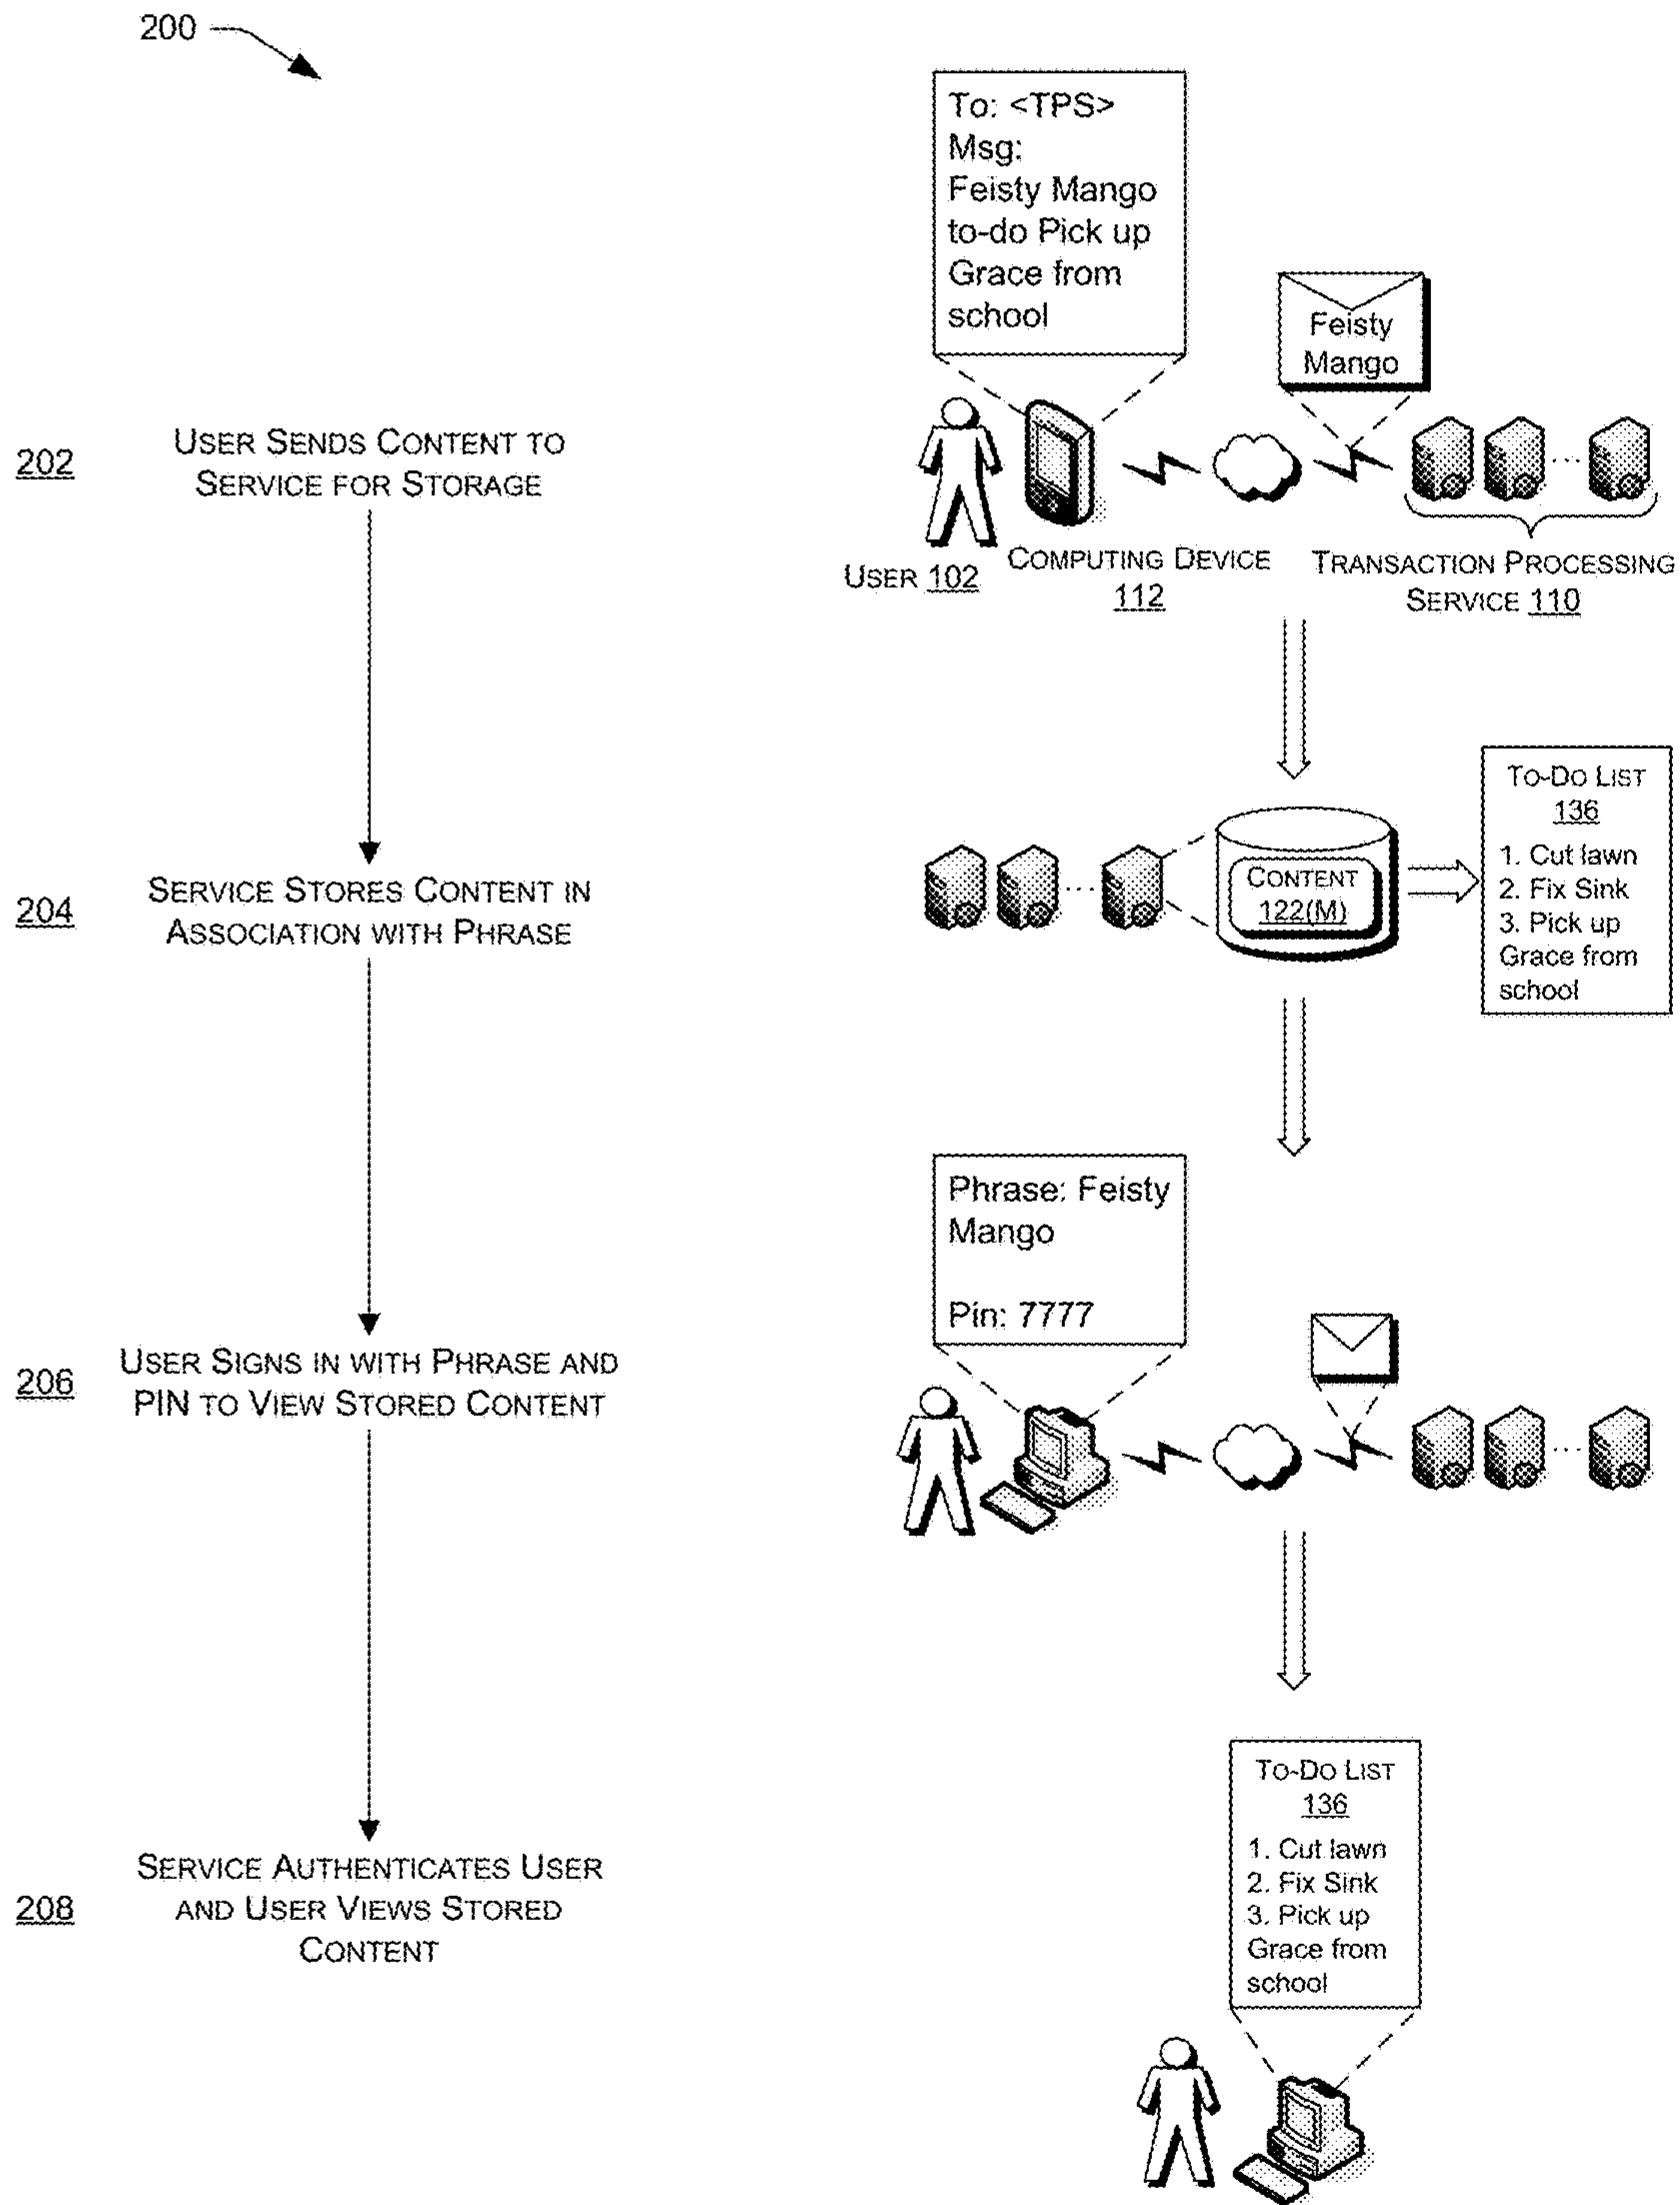 200
To: <TPS>
Msg:
Feisty Mango
to-do Pick up
Grace from
school
Feisty
Mango
202
USER SENDS CONTENT TO
SERVICE FOR STORAGE
USER 102
COMPUTING DEVICE
112
TRANSACTION PROCESSING
SERVICE 110
204
SERVICE STORES CONTENT IN
ASSOCIATION WITH PHRASE
CONTENT
122(M)
TO-DO LIST
136
1. Cut lawn
2. Fix Sink
3. Pick up
Grace from
school
Phrase: Feisty
Mango
Pin: 7777
206
USER SIGNS IN WITH PHRASE AND
PIN TO VIEW STORED CONTENT
208
SERVICE AUTHENTICATES USER
AND USER VIEWS STORED
CONTENT
TO-DO LIST
136
1. Cut lawn
2. Fix Sink
3. Pick up
Grace from
school